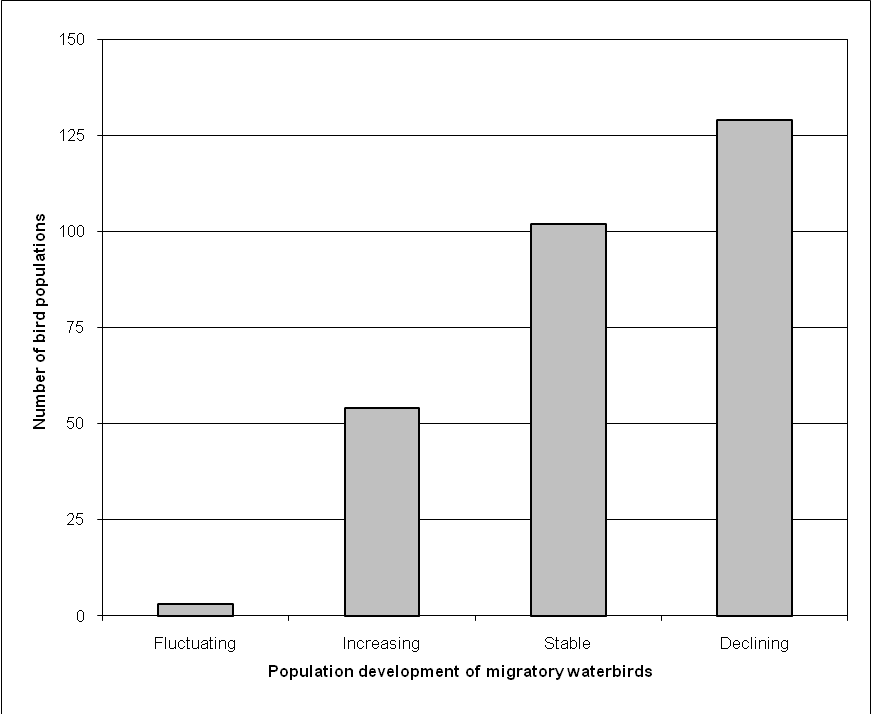 150
125
100
75
50
25
0
Number of bird populations
Fluctuating Increasing Stable Declining
Population development of migratory waterbirds